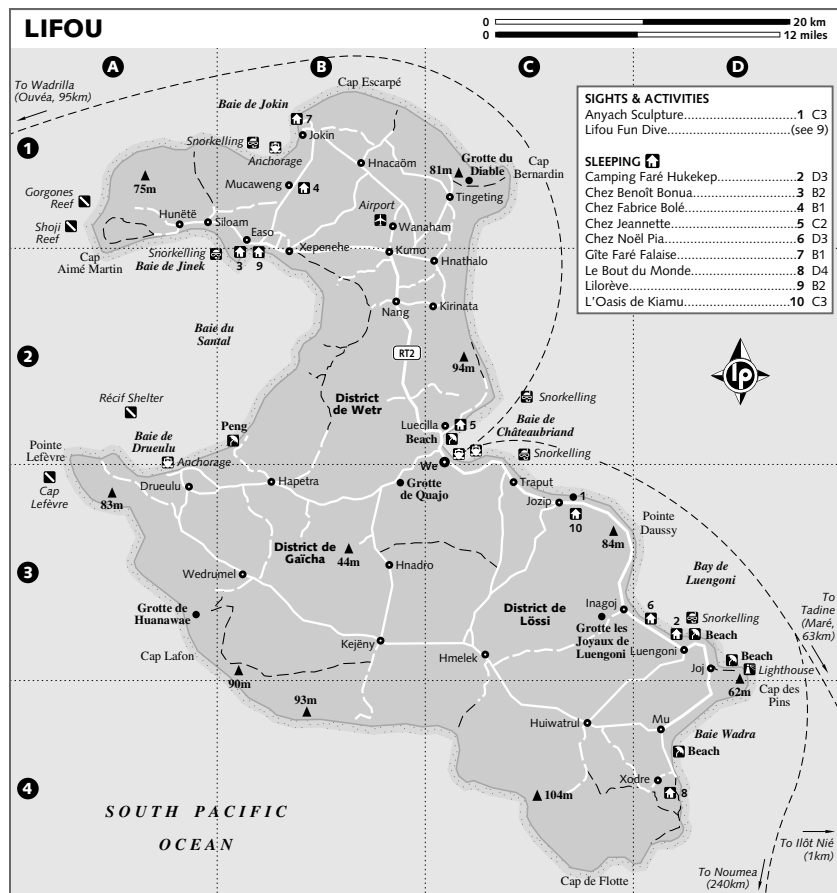 LIFOU
0 20 km
0 12 miles
A
B
C
D
1
2
3
4
To Wadrilla
(Ouvéa, 95km)
Cap Escarpé
Baie de Jokin
7
Snorkelling
Jokin
Anchorage
Hnacaöm
81m
Grotte du
Diable
Cap
Bernardin
75m
Mucaweng
4
Tingeting
Gorgones
Reef
Airport
Shoji
Reef
Hunëtë
Siloam
Wanaham
Easo
Cap
Aimé Martin
Snorkelling
Baie de Jinek
3
9
Xepenehe
Kumo
Hnathalo
SIGHTS & ACTIVITIES
Anyach Sculpture 1 C3
Lifou Fun Dive (see 9)
SLEEPING
Camping Faré Hukekep 2 D3
Chez Benoît Bonua 3 B2
Chez Fabrice Bolé 4 B1
Chez Jeannette 5 C2
Chez Noël Pia 6 D3
Gîte Faré Falaise 7 B1
Le Bout du Monde 8 D4
Lilorêve 9 B2
L'Oasis de Kiamu 10 C3
Nang
Kirinata
Baie du
Santal
RT2
94m
lp
District
de Wetr
Récif Shelter
Snorkelling
Peng
Luecilla
5
Beach
Baie de
Châteaubriand
Baie de
Drueulu
Pointe
Lefèvre
Anchorage
We
Snorkelling
Cap
Lefèvre
Drueulu
Hapetra
Grotte
de Quajo
Traput
83m
Jozip
1
10
Pointe
Daussy
84m
District de
Gaïcha
44m
Hnadro
Bay de
Luengoni
Wedrumel
District de
Lössi
Inagoj
6
2
Snorkelling
Beach
To
Tadine
(Maré,
63km)
Grotte de
Huanawae
Grotte les
Joyaux de
Luengoni
Luengoni
Beach
Kejëny
Hmelek
Joj
Lighthouse
Cap Lafon
90m
62m
Cap des
Pins
93m
Huiwatrul
Mu
Baie Wadra
Beach
Xodre
8
104m
SOUTH PACIFIC
OCEAN
To Ilôt Nié
(1km)
To Noumea
(240km)
Cap de Flotte